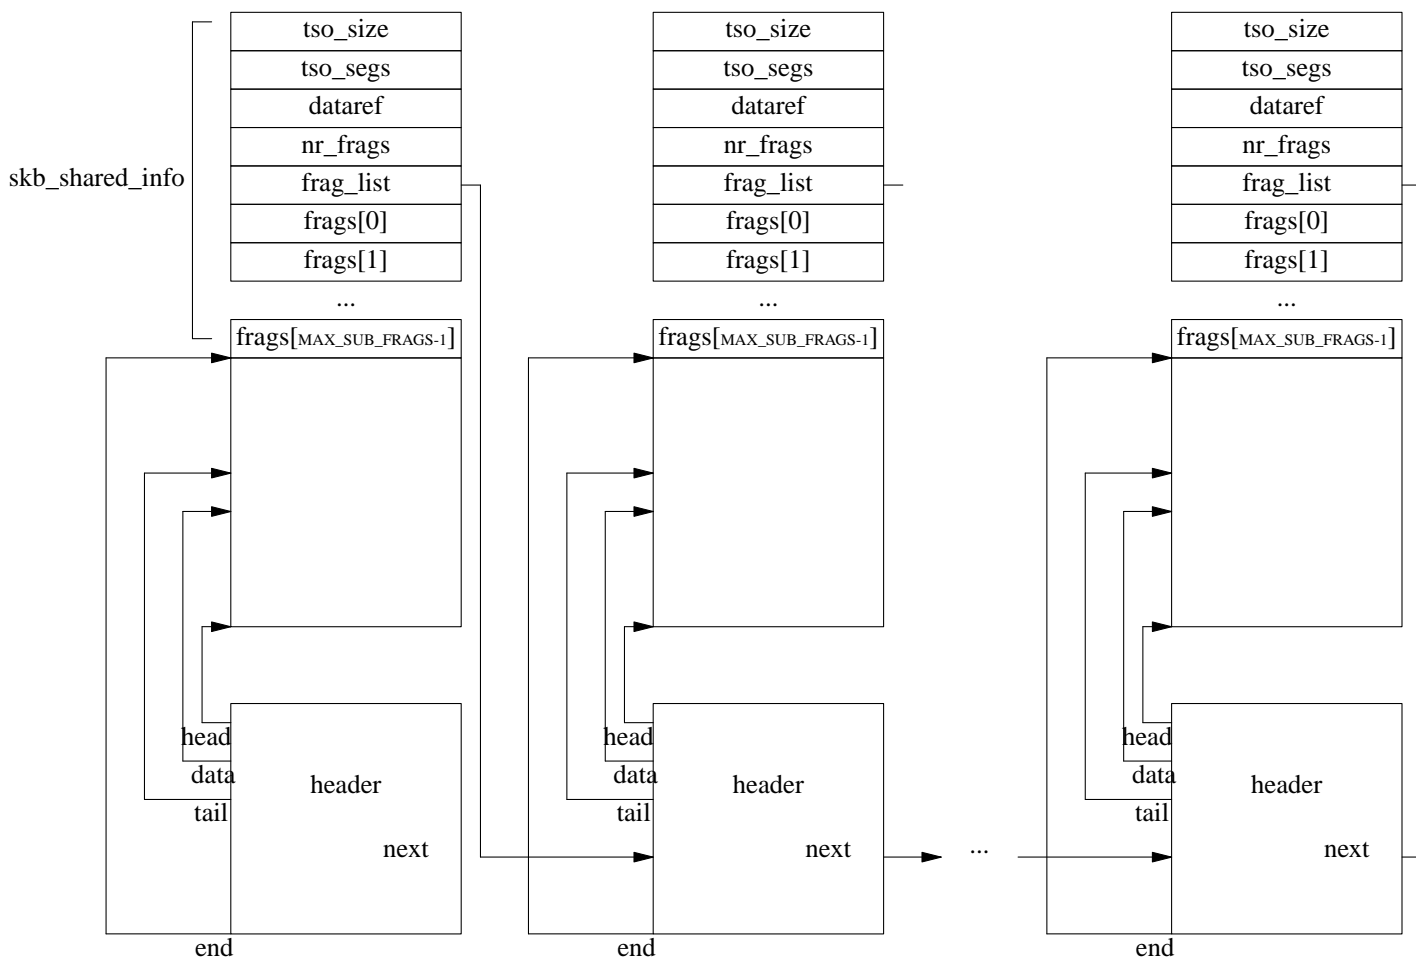 tso_size tso_size tso_size
tso_segs tso_segs tso_segs
dataref dataref dataref
nr_frags nr_frags nr_frags
skb_shared_info frag_list frag_list frag_list
frags[0] frags[0] frags[0]
frags[1] frags[1] frags[1]
... ... ...
frags[MAX_SUB_FRAGS-1] frags[MAX_SUB_FRAGS-1] frags[MAX_SUB_FRAGS-1]
head head head
data data data
header header header
tail tail tail
next next ... next
end end end